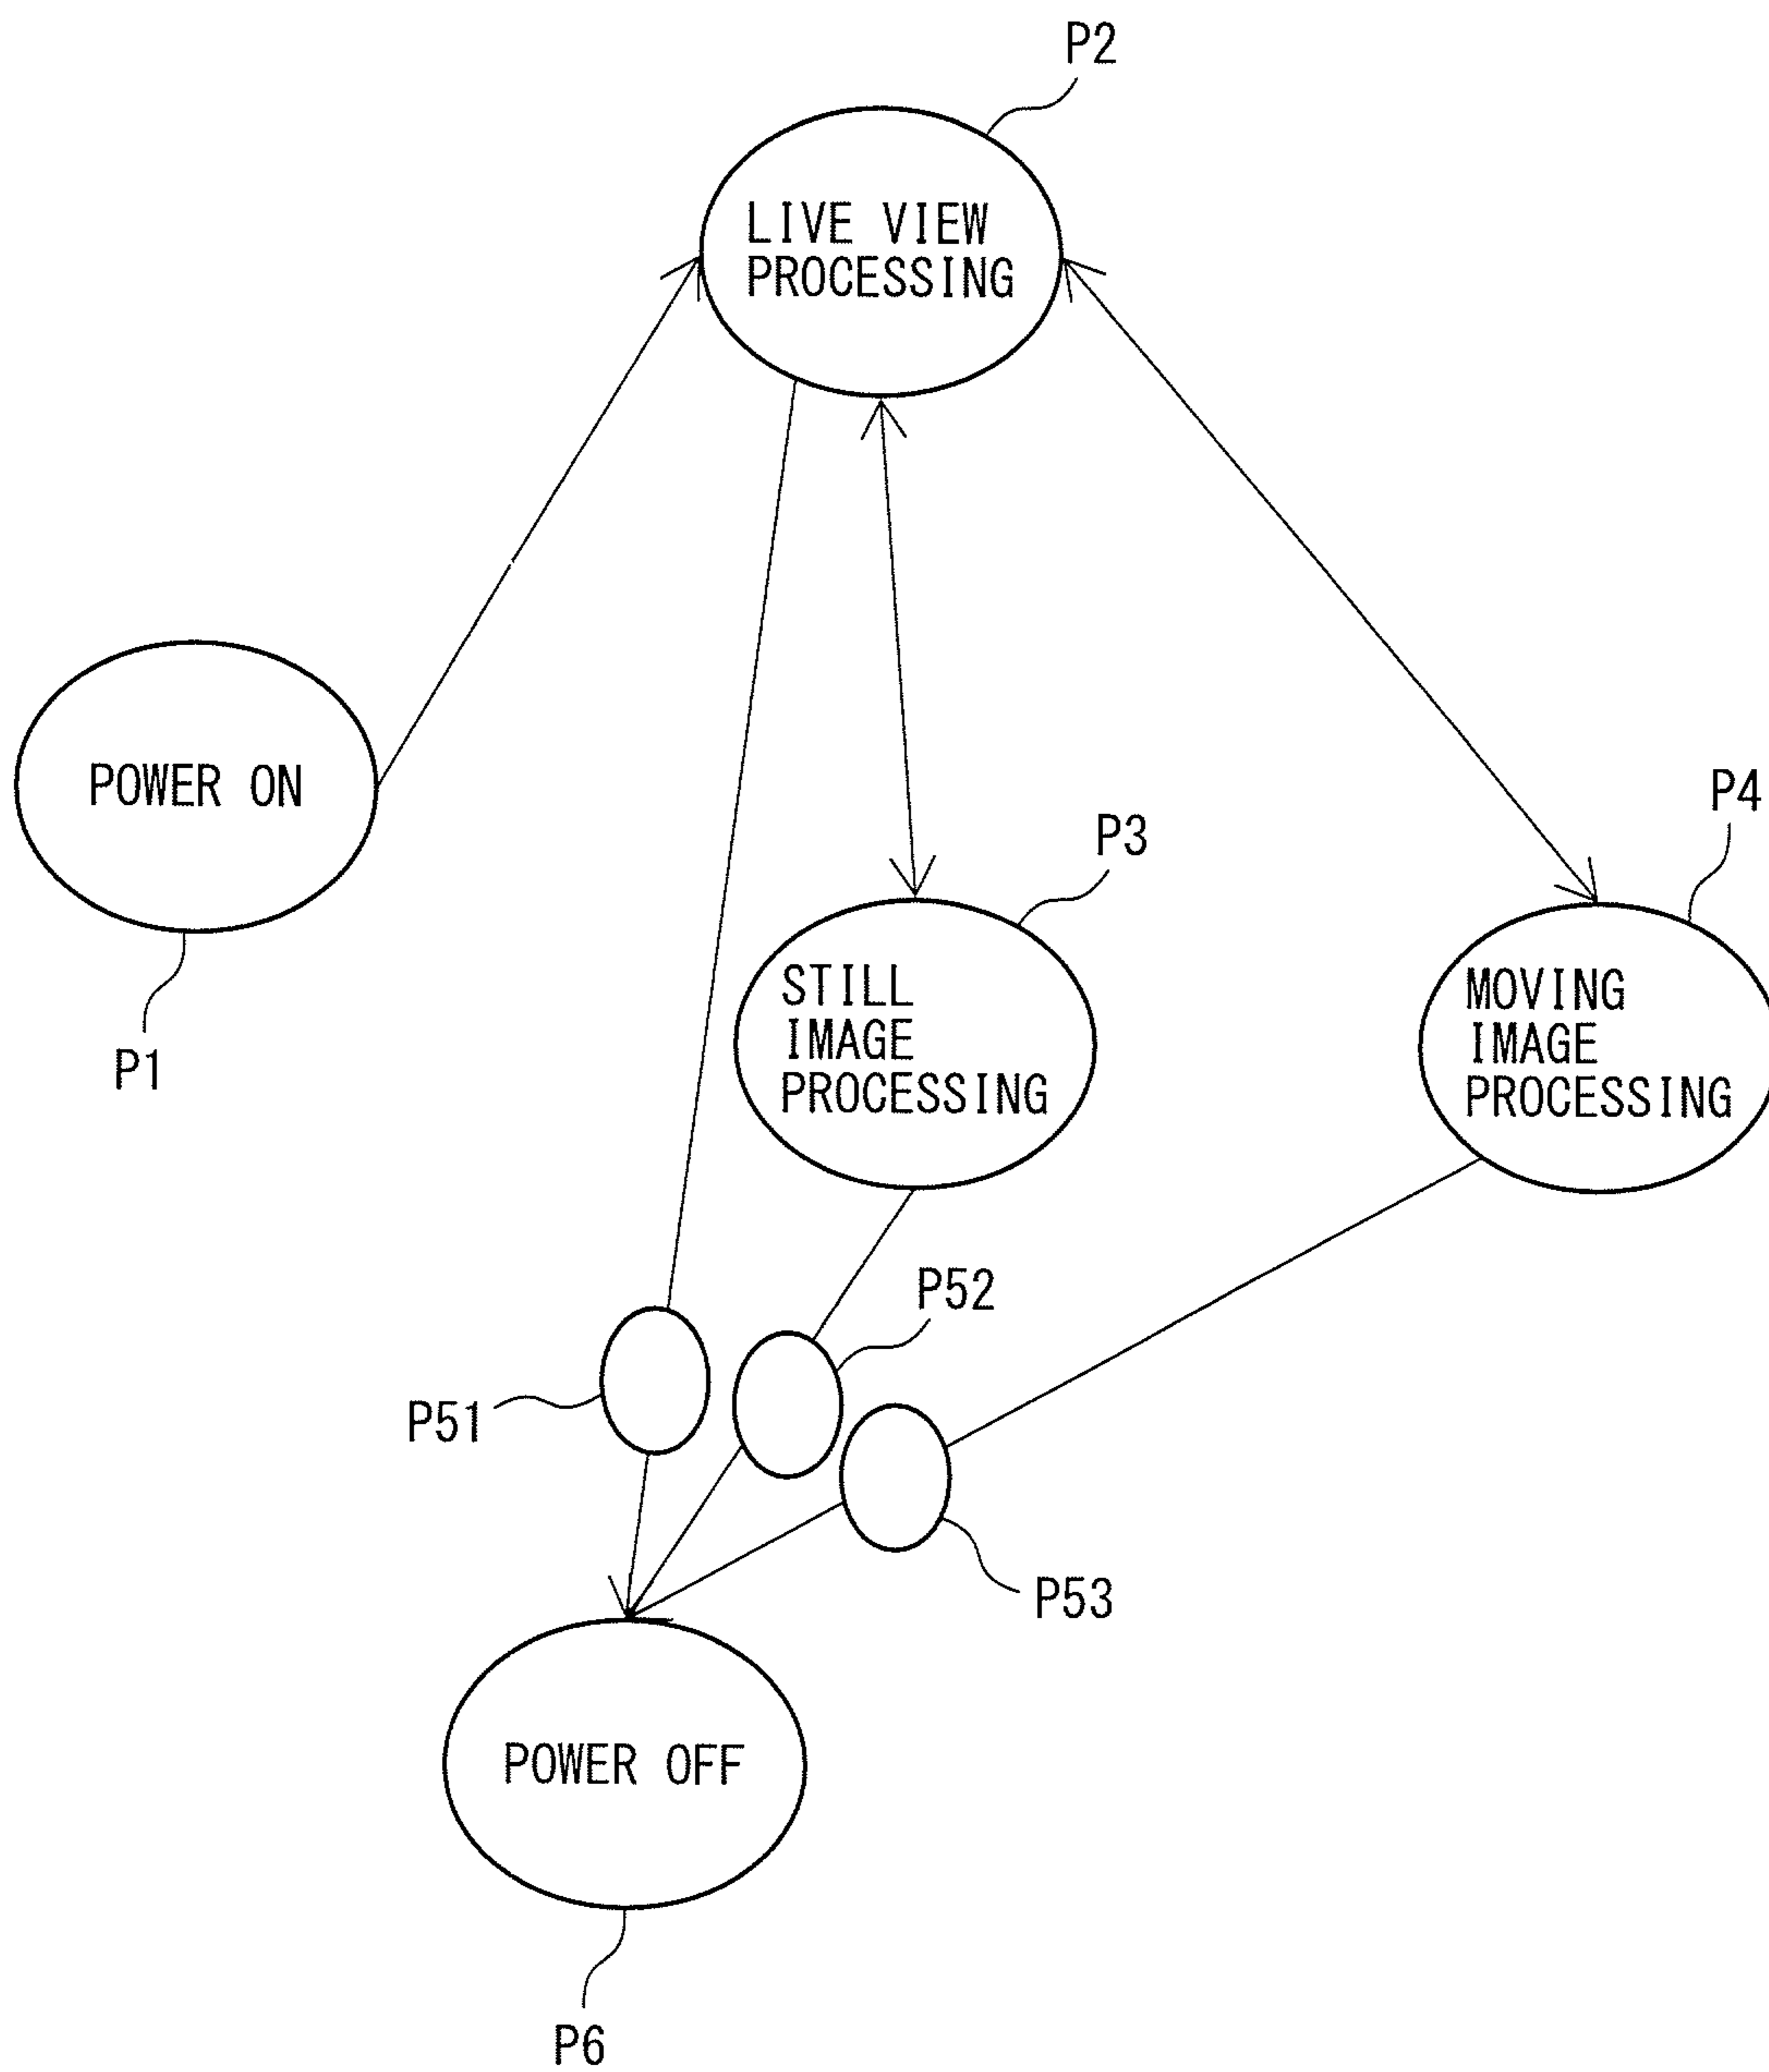 P2
LIVE VIEW
PROCESSING
POWER ON
P1
P4
P3
STILL
IMAGE
PROCESSING
MOVING
IMAGE
PROCESSING
P52
P51
P53
POWER OFF
P6